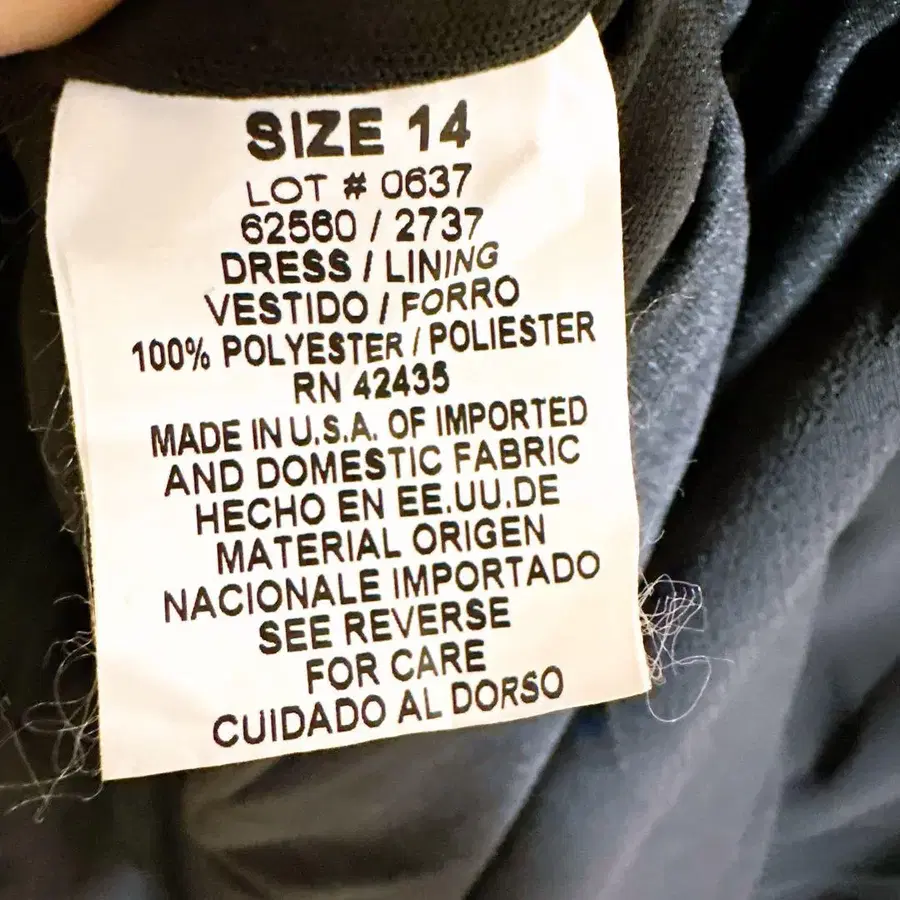 SIZE 14
LOT # 0637
62560 / 2737
DRESS / LINING
VESTIDO / FORRO
100% POLYESTER / POLIESTER
RN 42435
MADE IN U.S.A. OF IMPORTED
AND DOMESTIC FABRIC
HECHO EN EE.UU.DE
MATERIAL ORIGEN
NACIONALE IMPORTADO
SEE REVERSE
FOR CARE
CUIDADO AL DORSO